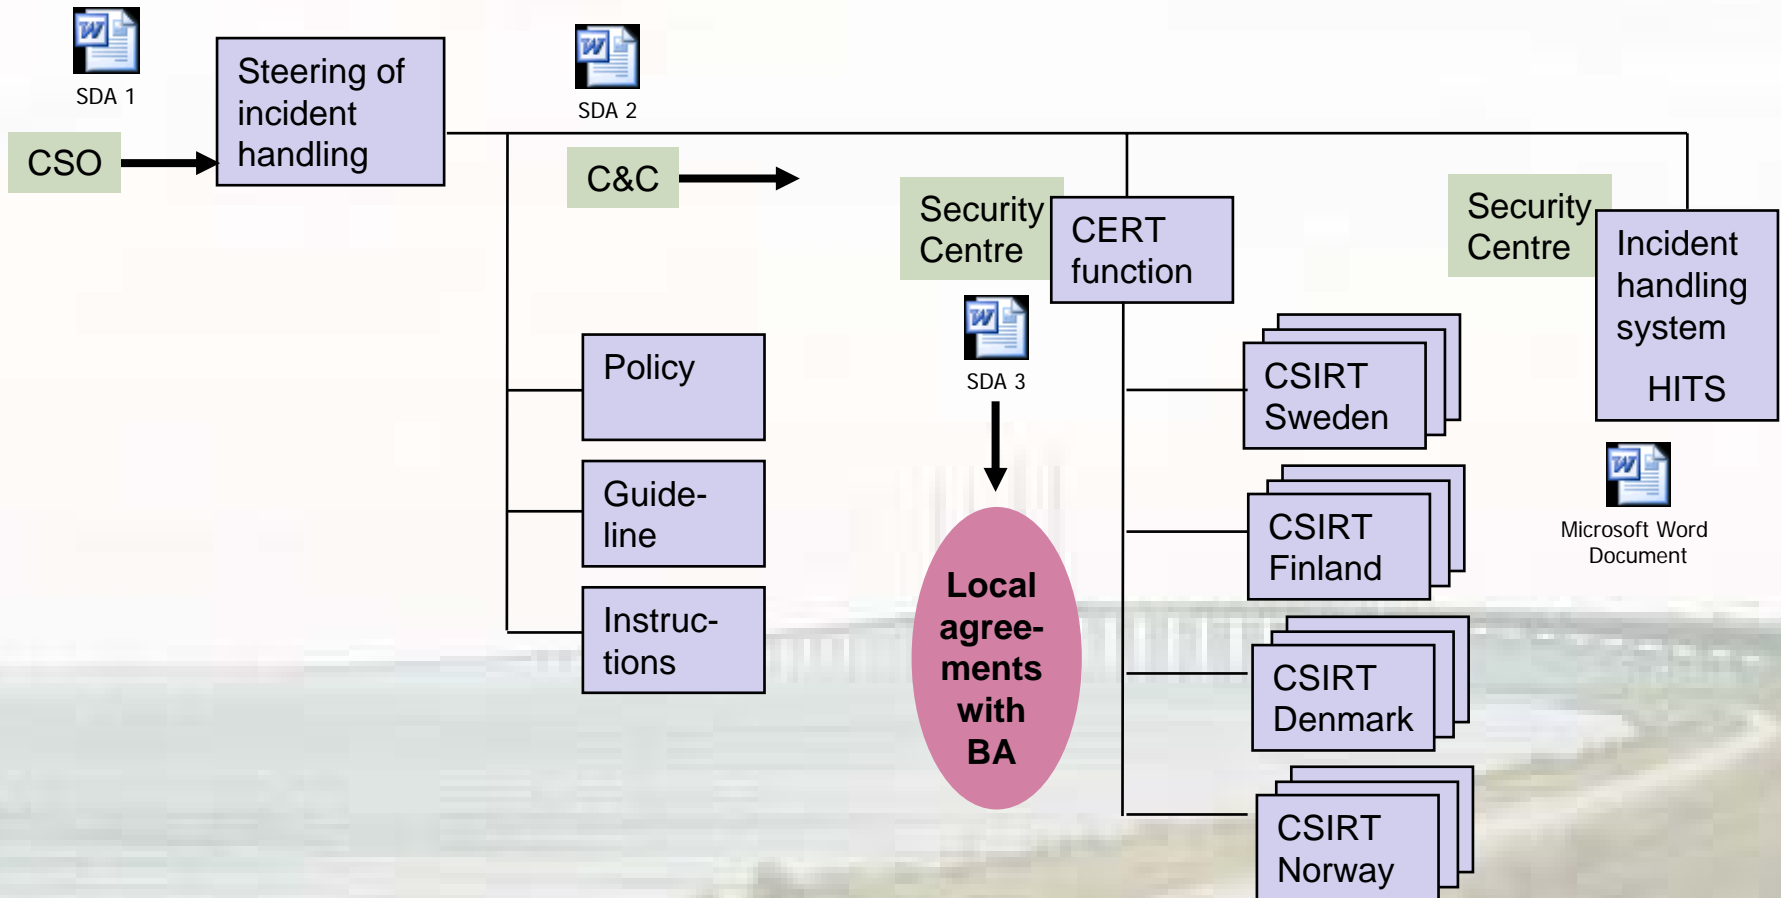 SDA 1
Steering of
incident
handling
CSO
SDA 2
C&C
Security
Centre
CERT
function
Security
Centre
Incident
handling
system
HITS
Microsoft Word
Document
SDA 3
Policy
Guide-
line
Instruc-
tions
Local
agree-
ments
with
BA
CSIRT
Sweden
CSIRT
Finland
CSIRT
Denmark
CSIRT
Norway